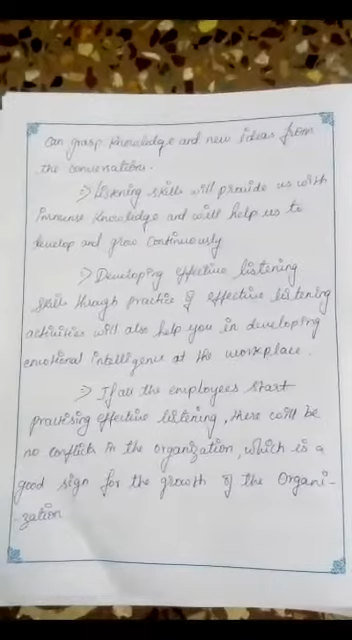 can grasp knowledge and new ideas from
the conversation.
=> Listening skills will provide us with
immense knowledge and will help us to
develop and grow continuously
=> Developing effective listening
skills through practice of effective listening
activities will also help you in developing
emotional intelligence at the workplace.
=> If all the employees start
practising effective listening, there will be
no conflicts in the organization, which is a
good sign for the growth of the Organi-
-zation